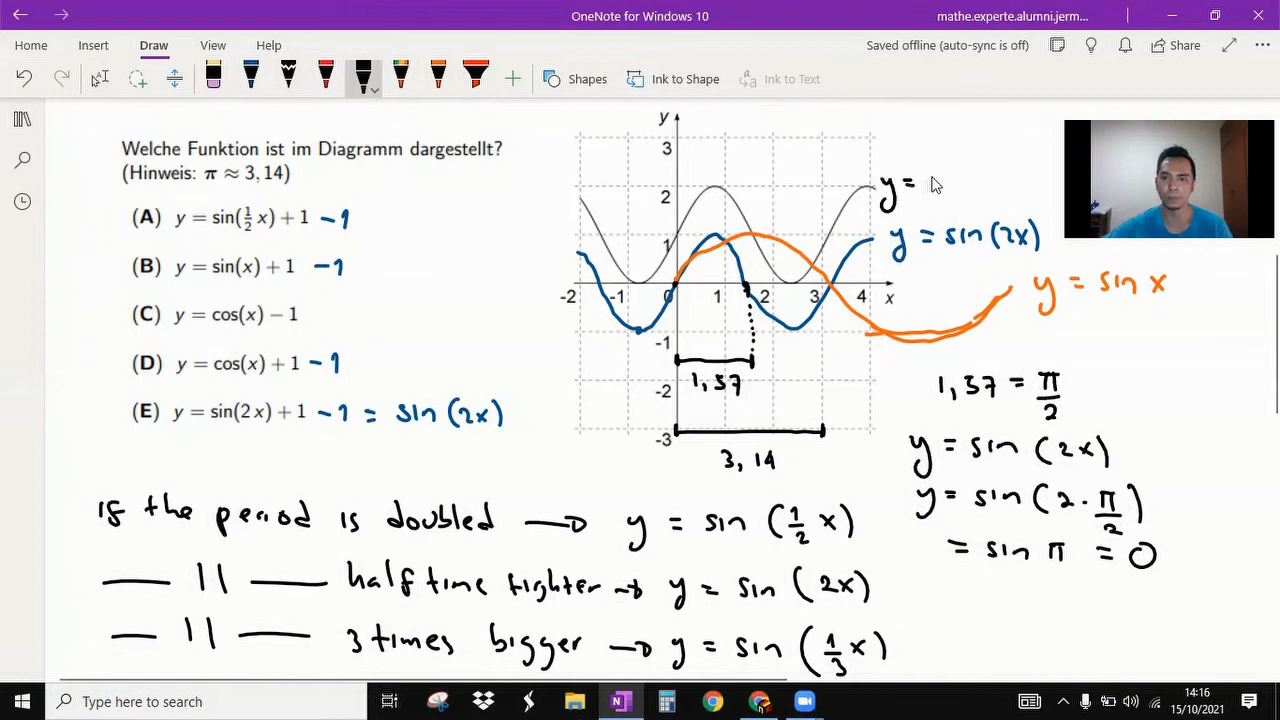 OneNote for Windows 10
mathe.experte.alumni.jerm...
Home Insert Draw View Help
Saved offline (auto-sync is off)
Share
Shapes
Ink to Shape
Ink to Text
Welche Funktion ist im Diagramm dargestellt?
(Hinweis: π ≈ 3, 14)
(A) y = sin(½ x) + 1 - 1
(B) y = sin(x) + 1 - 1
(C) y = cos(x) − 1
(D) y = cos(x) + 1 - 1
(E) y = sin(2 x) + 1 - 1 = sin (2x)
y
3
2
1
-2 -1 0 1 2 3 4 x
-1
-2
-3
y =
y = sin(2x)
y = sin x
1,57
3,14
1,57 = π/2
y = sin (2x)
y = sin (2 · π/2)
= sin π = 0
If the period is doubled → y = sin (½ x)
— 11 — half time tighter → y = sin (2x)
— 11 — 3 times bigger → y = sin (⅓ x)
Type here to search
14:16
15/10/2021